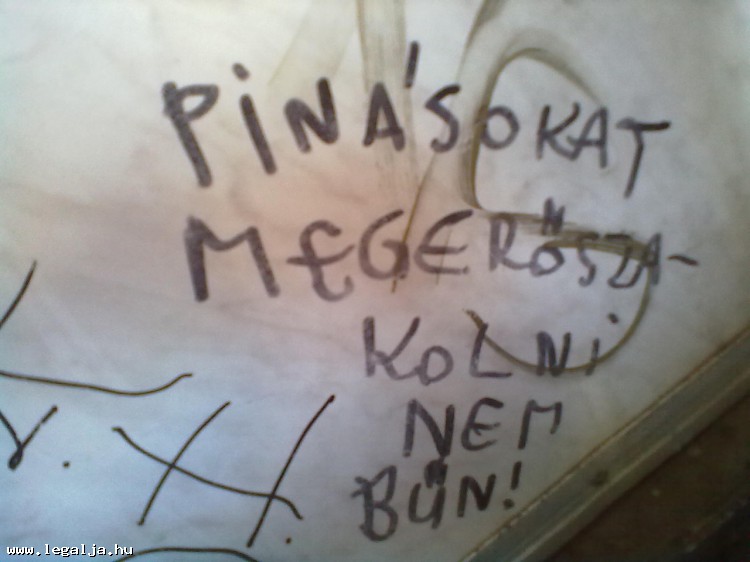 PINÁSOKAT
MEGERŐSZA-
KOLNI
NEM
BŰN!
www.legalja.hu